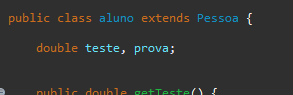 public class aluno extends Pessoa {
double teste, prova;
public double getTeste() {